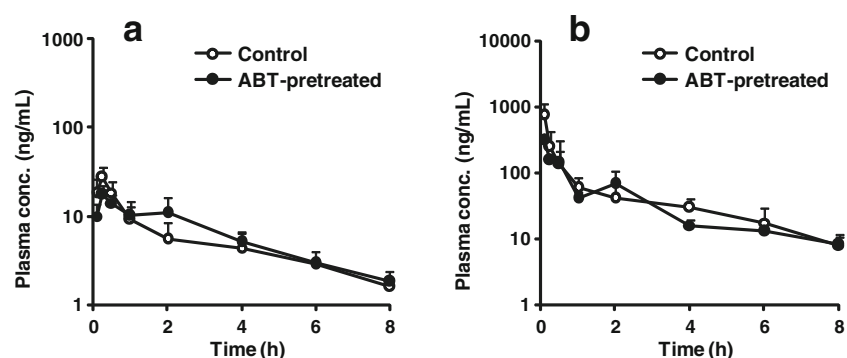 a
Control
ABT-pretreated
Plasma conc. (ng/mL)
1000
100
10
1
0
2
4
6
8
Time (h)
b
Control
ABT-pretreated
Plasma conc. (ng/mL)
10000
1000
100
10
1
0
2
4
6
8
Time (h)